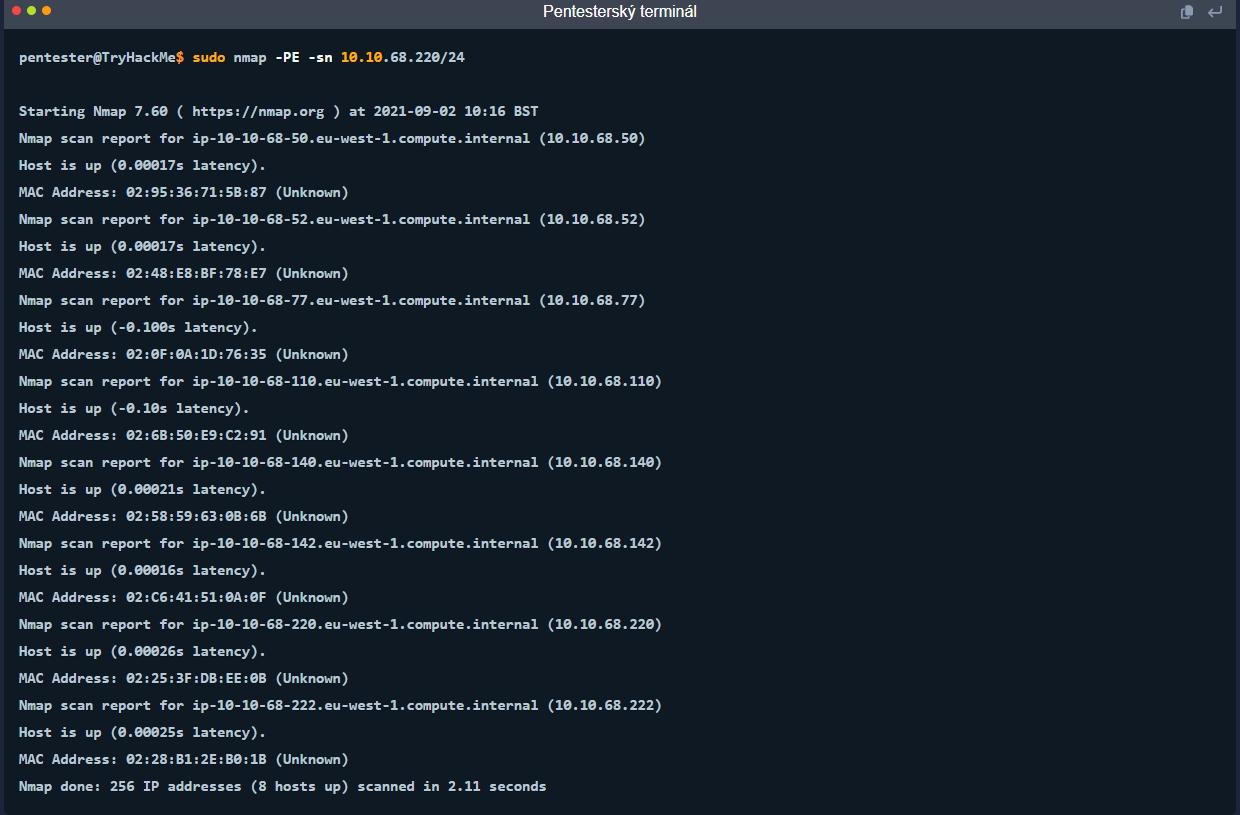 Pentesterský terminál
pentester@TryHackMe$ sudo nmap -PE -sn 10.10.68.220/24
Starting Nmap 7.60 ( https://nmap.org ) at 2021-09-02 10:16 BST
Nmap scan report for ip-10-10-68-50.eu-west-1.compute.internal (10.10.68.50)
Host is up (0.00017s latency).
MAC Address: 02:95:36:71:5B:87 (Unknown)
Nmap scan report for ip-10-10-68-52.eu-west-1.compute.internal (10.10.68.52)
Host is up (0.00017s latency).
MAC Address: 02:48:E8:BF:78:E7 (Unknown)
Nmap scan report for ip-10-10-68-77.eu-west-1.compute.internal (10.10.68.77)
Host is up (-0.100s latency).
MAC Address: 02:0F:0A:1D:76:35 (Unknown)
Nmap scan report for ip-10-10-68-110.eu-west-1.compute.internal (10.10.68.110)
Host is up (-0.10s latency).
MAC Address: 02:6B:50:E9:C2:91 (Unknown)
Nmap scan report for ip-10-10-68-140.eu-west-1.compute.internal (10.10.68.140)
Host is up (0.00021s latency).
MAC Address: 02:58:59:63:0B:6B (Unknown)
Nmap scan report for ip-10-10-68-142.eu-west-1.compute.internal (10.10.68.142)
Host is up (0.00016s latency).
MAC Address: 02:C6:41:51:0A:0F (Unknown)
Nmap scan report for ip-10-10-68-220.eu-west-1.compute.internal (10.10.68.220)
Host is up (0.00026s latency).
MAC Address: 02:25:3F:DB:EE:0B (Unknown)
Nmap scan report for ip-10-10-68-222.eu-west-1.compute.internal (10.10.68.222)
Host is up (0.00025s latency).
MAC Address: 02:28:B1:2E:B0:1B (Unknown)
Nmap done: 256 IP addresses (8 hosts up) scanned in 2.11 seconds